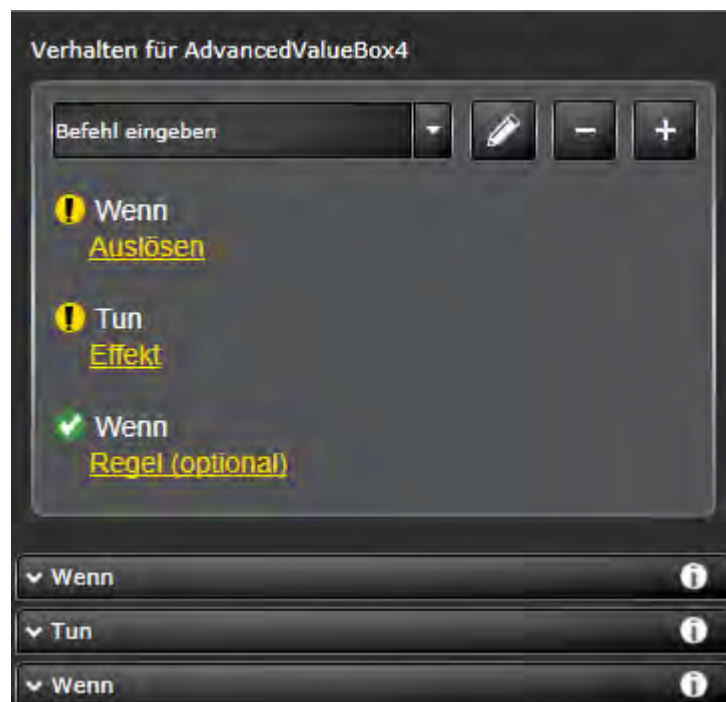 Verhalten für AdvancedValueBox4
Befehl eingeben
Wenn
Auslösen
Tun
Effekt
Wenn
Regel (optional)
Wenn
Tun
Wenn